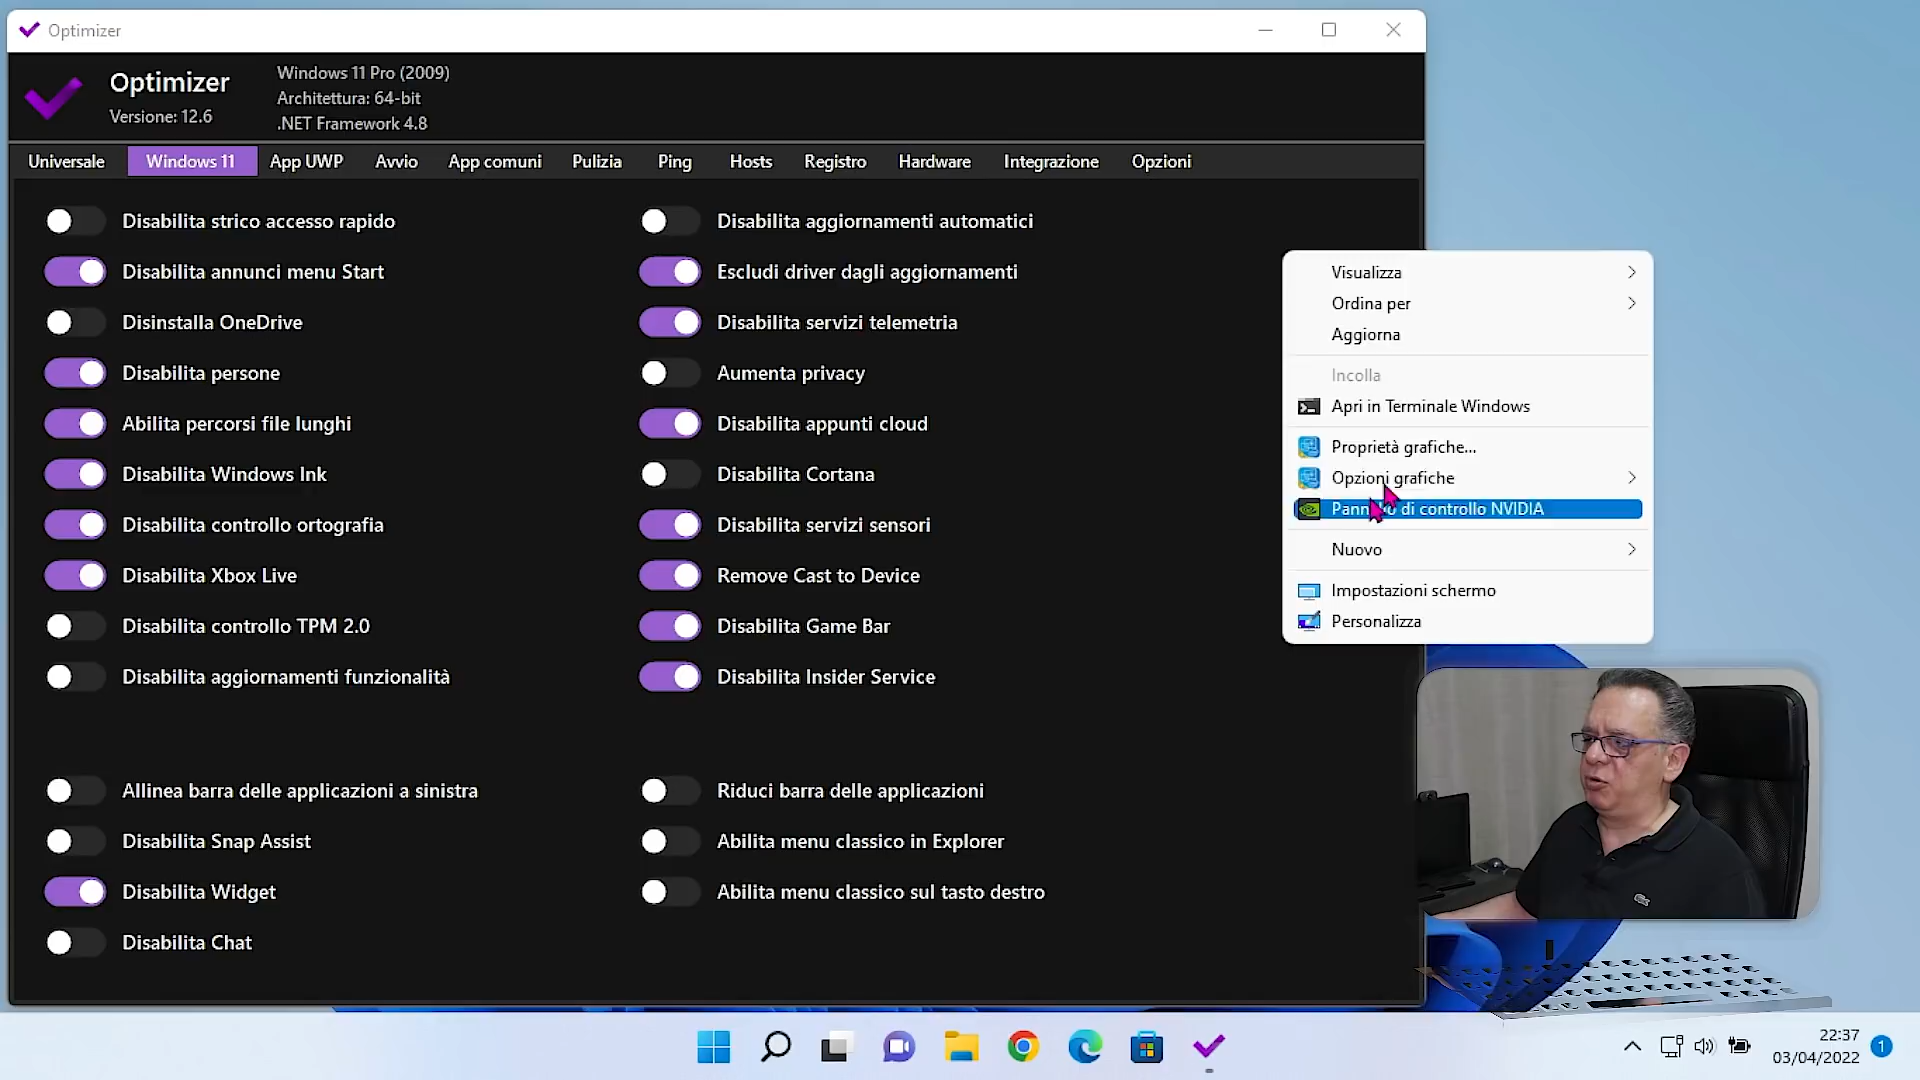 Optimizer
Optimizer
Versione: 12.6
Windows 11 Pro (2009)
Architettura: 64-bit
.NET Framework 4.8
Universale
Windows 11
App UWP
Avvio
App comuni
Pulizia
Ping
Hosts
Registro
Hardware
Integrazione
Opzioni
Disabilita strico accesso rapido
Disabilita annunci menu Start
Disinstalla OneDrive
Disabilita persone
Abilita percorsi file lunghi
Disabilita Windows Ink
Disabilita controllo ortografia
Disabilita Xbox Live
Disabilita controllo TPM 2.0
Disabilita aggiornamenti funzionalità
Disabilita aggiornamenti automatici
Escludi driver dagli aggiornamenti
Disabilita servizi telemetria
Aumenta privacy
Disabilita appunti cloud
Disabilita Cortana
Disabilita servizi sensori
Remove Cast to Device
Disabilita Game Bar
Disabilita Insider Service
Allinea barra delle applicazioni a sinistra
Disabilita Snap Assist
Disabilita Widget
Disabilita Chat
Riduci barra delle applicazioni
Abilita menu classico in Explorer
Abilita menu classico sul tasto destro
Visualizza
Ordina per
Aggiorna
Incolla
Apri in Terminale Windows
Proprietà grafiche...
Opzioni grafiche
Pannello di controllo NVIDIA
Nuovo
Impostazioni schermo
Personalizza
22:37
03/04/2022
1